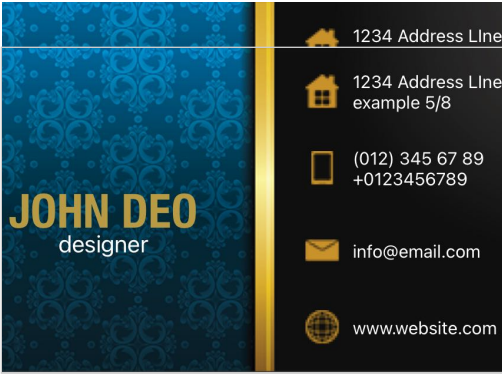 1234 Address LIne
1234 Address LIne
example 5/8
(012) 345 67 89
+0123456789
JOHN DEO
designer
info@email.com
www.website.com